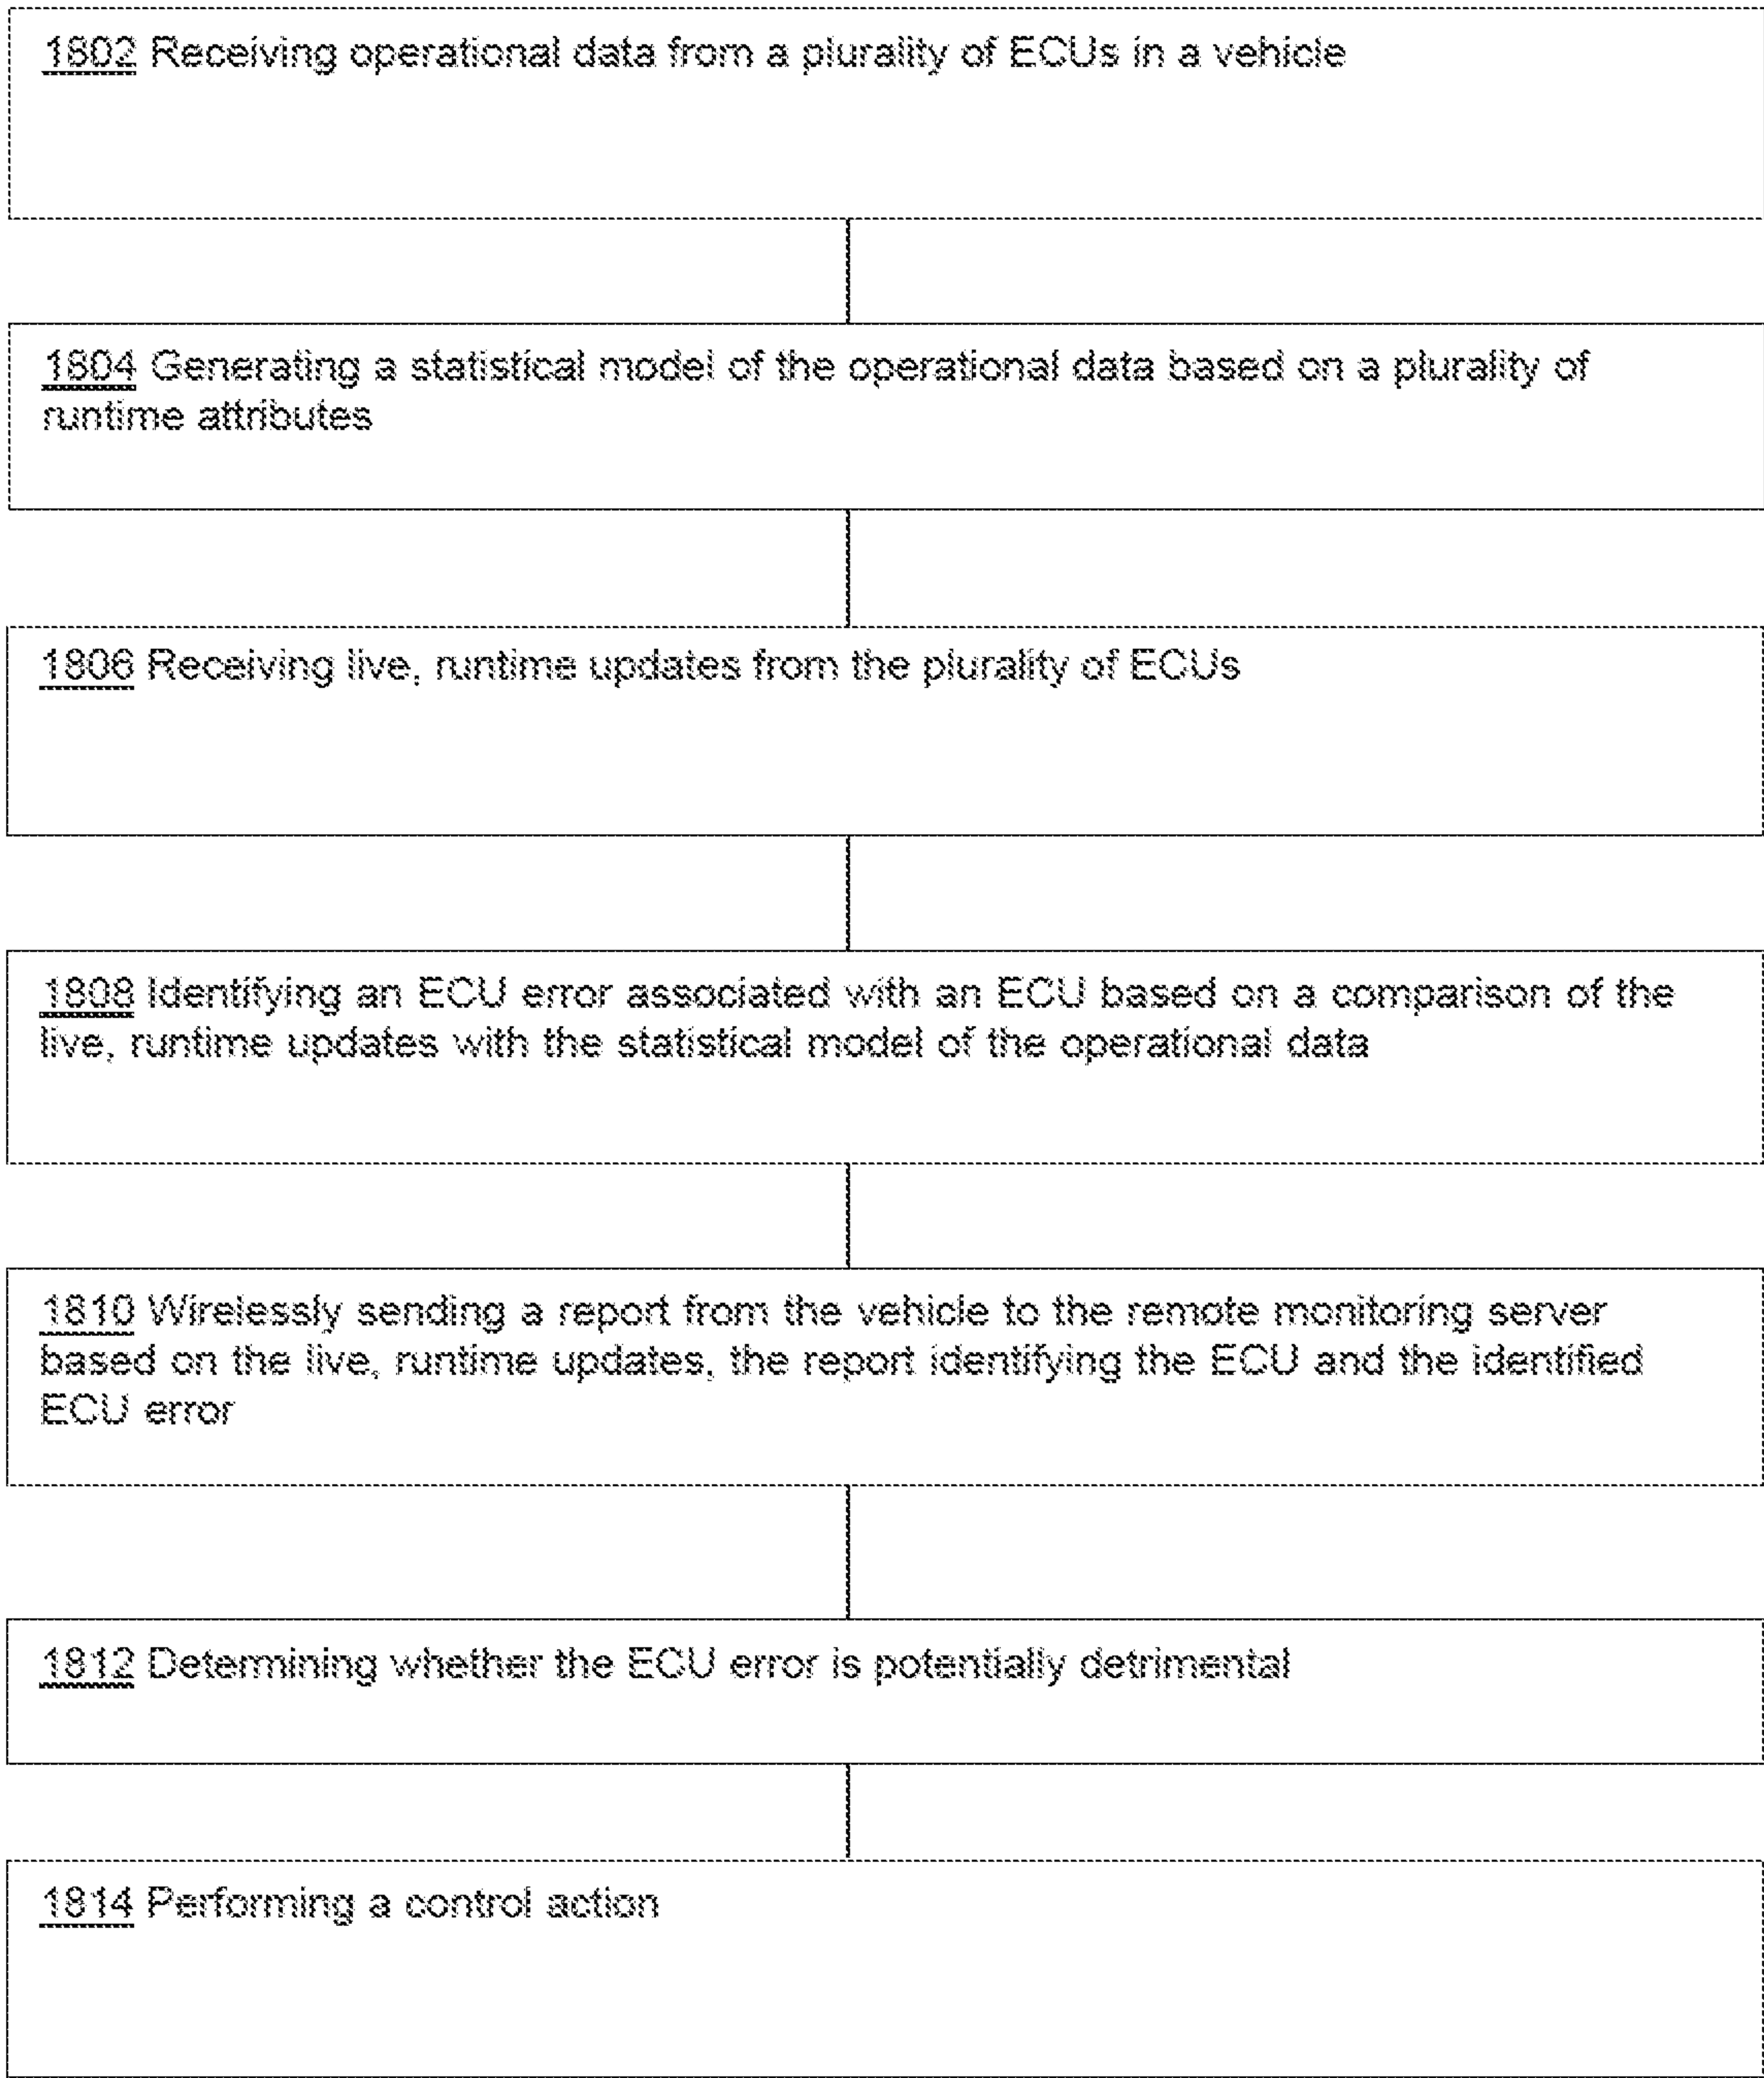 1802 Receiving operational data from a plurality of ECUs in a vehicle
1804 Generating a statistical model of the operational data based on a plurality of
runtime attributes
1806 Receiving live, runtime updates from the plurality of ECUs
1808 Identifying an ECU error associated with an ECU based on a comparison of the
live, runtime updates with the statistical model of the operational data
1810 Wirelessly sending a report from the vehicle to the remote monitoring server
based on the live, runtime updates, the report identifying the ECU and the identified
ECU error
1812 Determining whether the ECU error is potentially detrimental
1814 Performing a control action